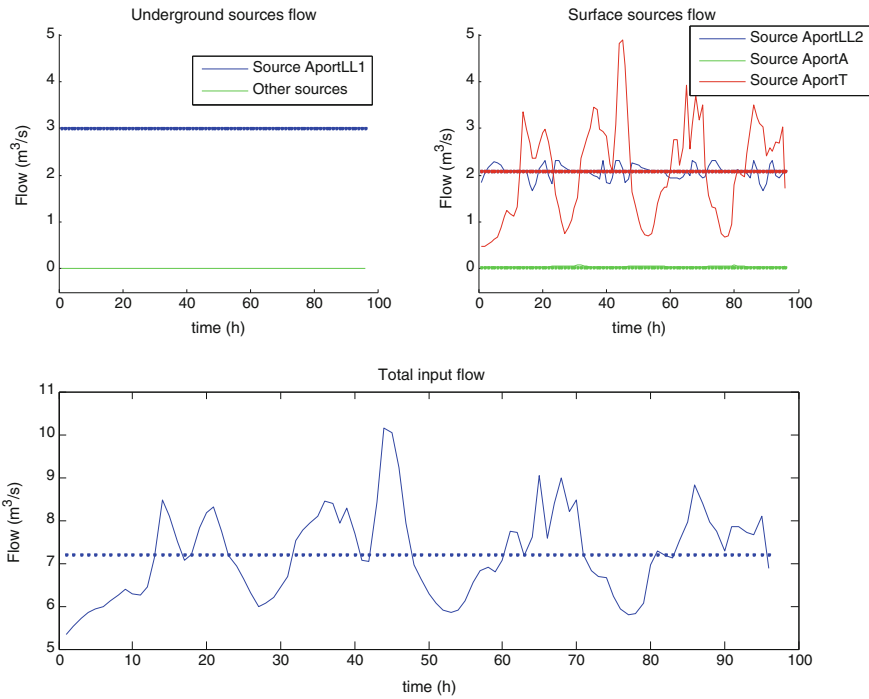 Underground sources flow
5
4
3
2
1
0
Flow (m³/s)
Source AportLL1
Other sources
0 20 40 60 80 100
time (h)
Surface sources flow
5
4
3
2
1
0
Flow (m³/s)
Source AportLL2
Source AportA
Source AportT
0 20 40 60 80 100
time (h)
Total input flow
11
10
9
8
7
6
5
Flow (m³/s)
0 10 20 30 40 50 60 70 80 90 100
time (h)